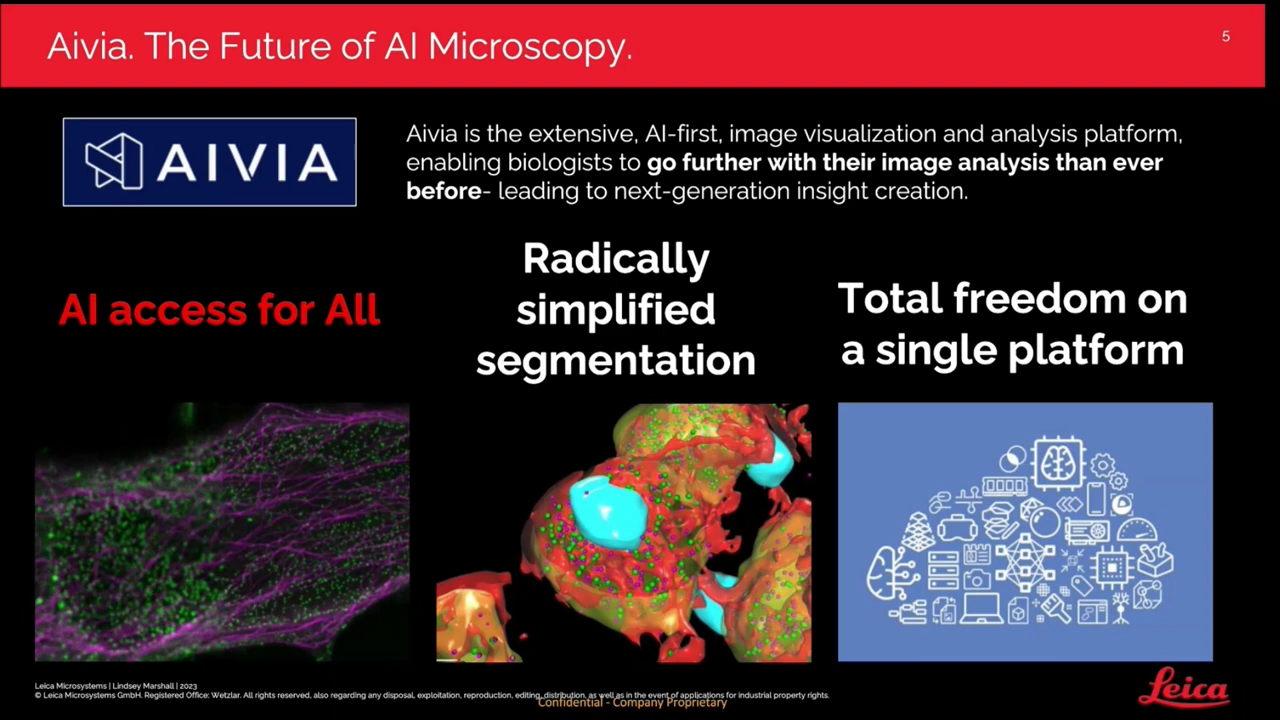 Aivia. The Future of AI Microscopy.
5
AIVIA
Aivia is the extensive, AI-first, image visualization and analysis platform,
enabling biologists to go further with their image analysis than ever
before- leading to next-generation insight creation.
AI access for All
Radically
simplified
segmentation
Total freedom on
a single platform
Leica Microsystems | Lindsey Marshall | 2023
© Leica Microsystems GmbH. Registered Office: Wetzlar. All rights reserved, also regarding any disposal, exploitation, reproduction, editing, distribution, as well as in the event of applications for industrial property rights.
Confidential - Company Proprietary
Leica